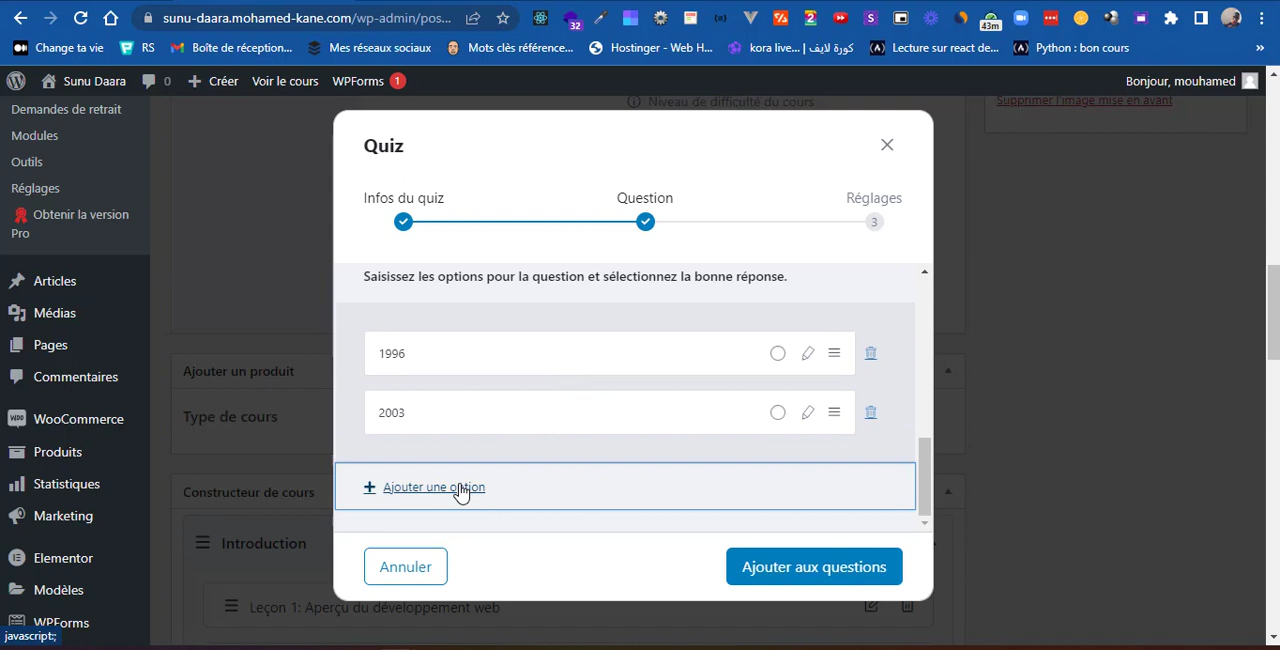 sunu-daara.mohamed-kane.com/wp-admin/pos...
32
43m
Change ta vie
RS
Boîte de réception...
Mes réseaux sociaux
Mots clés référence...
Hostinger - Web H...
kora live... | كورة لايف
Lecture sur react de...
Python : bon cours
»
Sunu Daara
0
Créer
Voir le cours
WPForms
1
Bonjour, mouhamed
Demandes de retrait
Modules
Outils
Réglages
Obtenir la version
Pro
Articles
Médias
Pages
Commentaires
WooCommerce
Produits
Statistiques
Marketing
Elementor
Modèles
WPForms
javascript:;
Niveau de difficulté du cours
Supprimer l'image mise en avant
Quiz
Infos du quiz
Question
Réglages
3
Saisissez les options pour la question et sélectionnez la bonne réponse.
1996
2003
Ajouter une option
Annuler
Ajouter aux questions
Ajouter un produit
Type de cours
Constructeur de cours
Introduction
Leçon 1: Aperçu du développement web